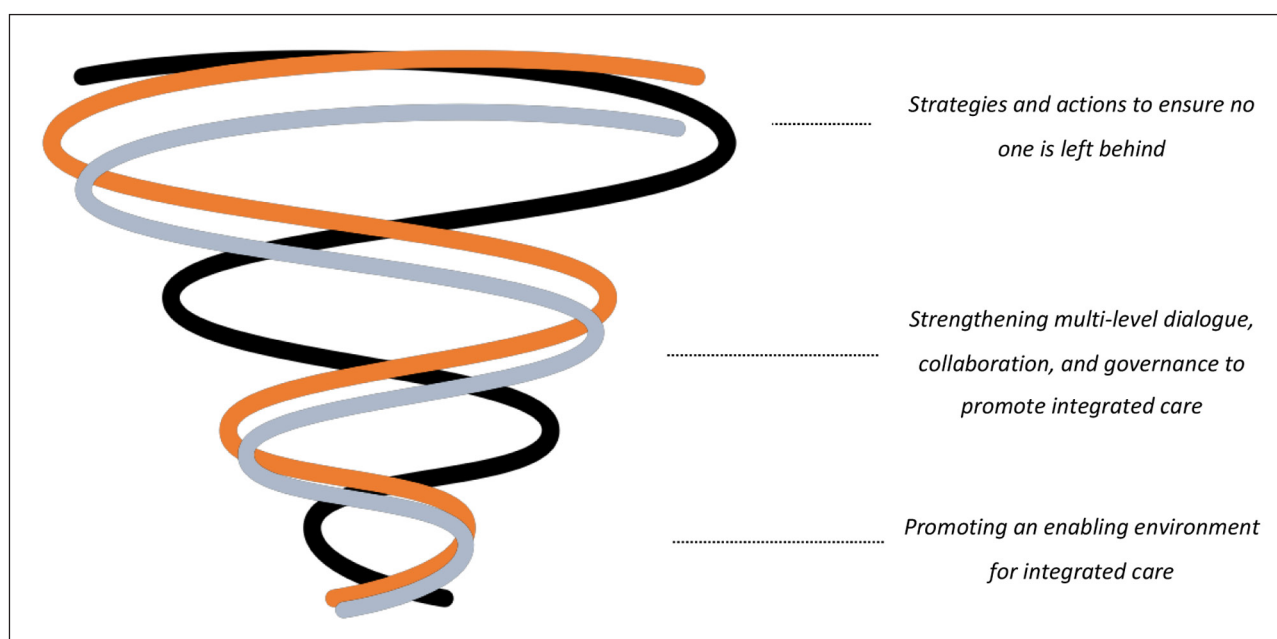 Strategies and actions to ensure no
one is left behind
Strengthening multi-level dialogue,
collaboration, and governance to
promote integrated care
Promoting an enabling environment
for integrated care